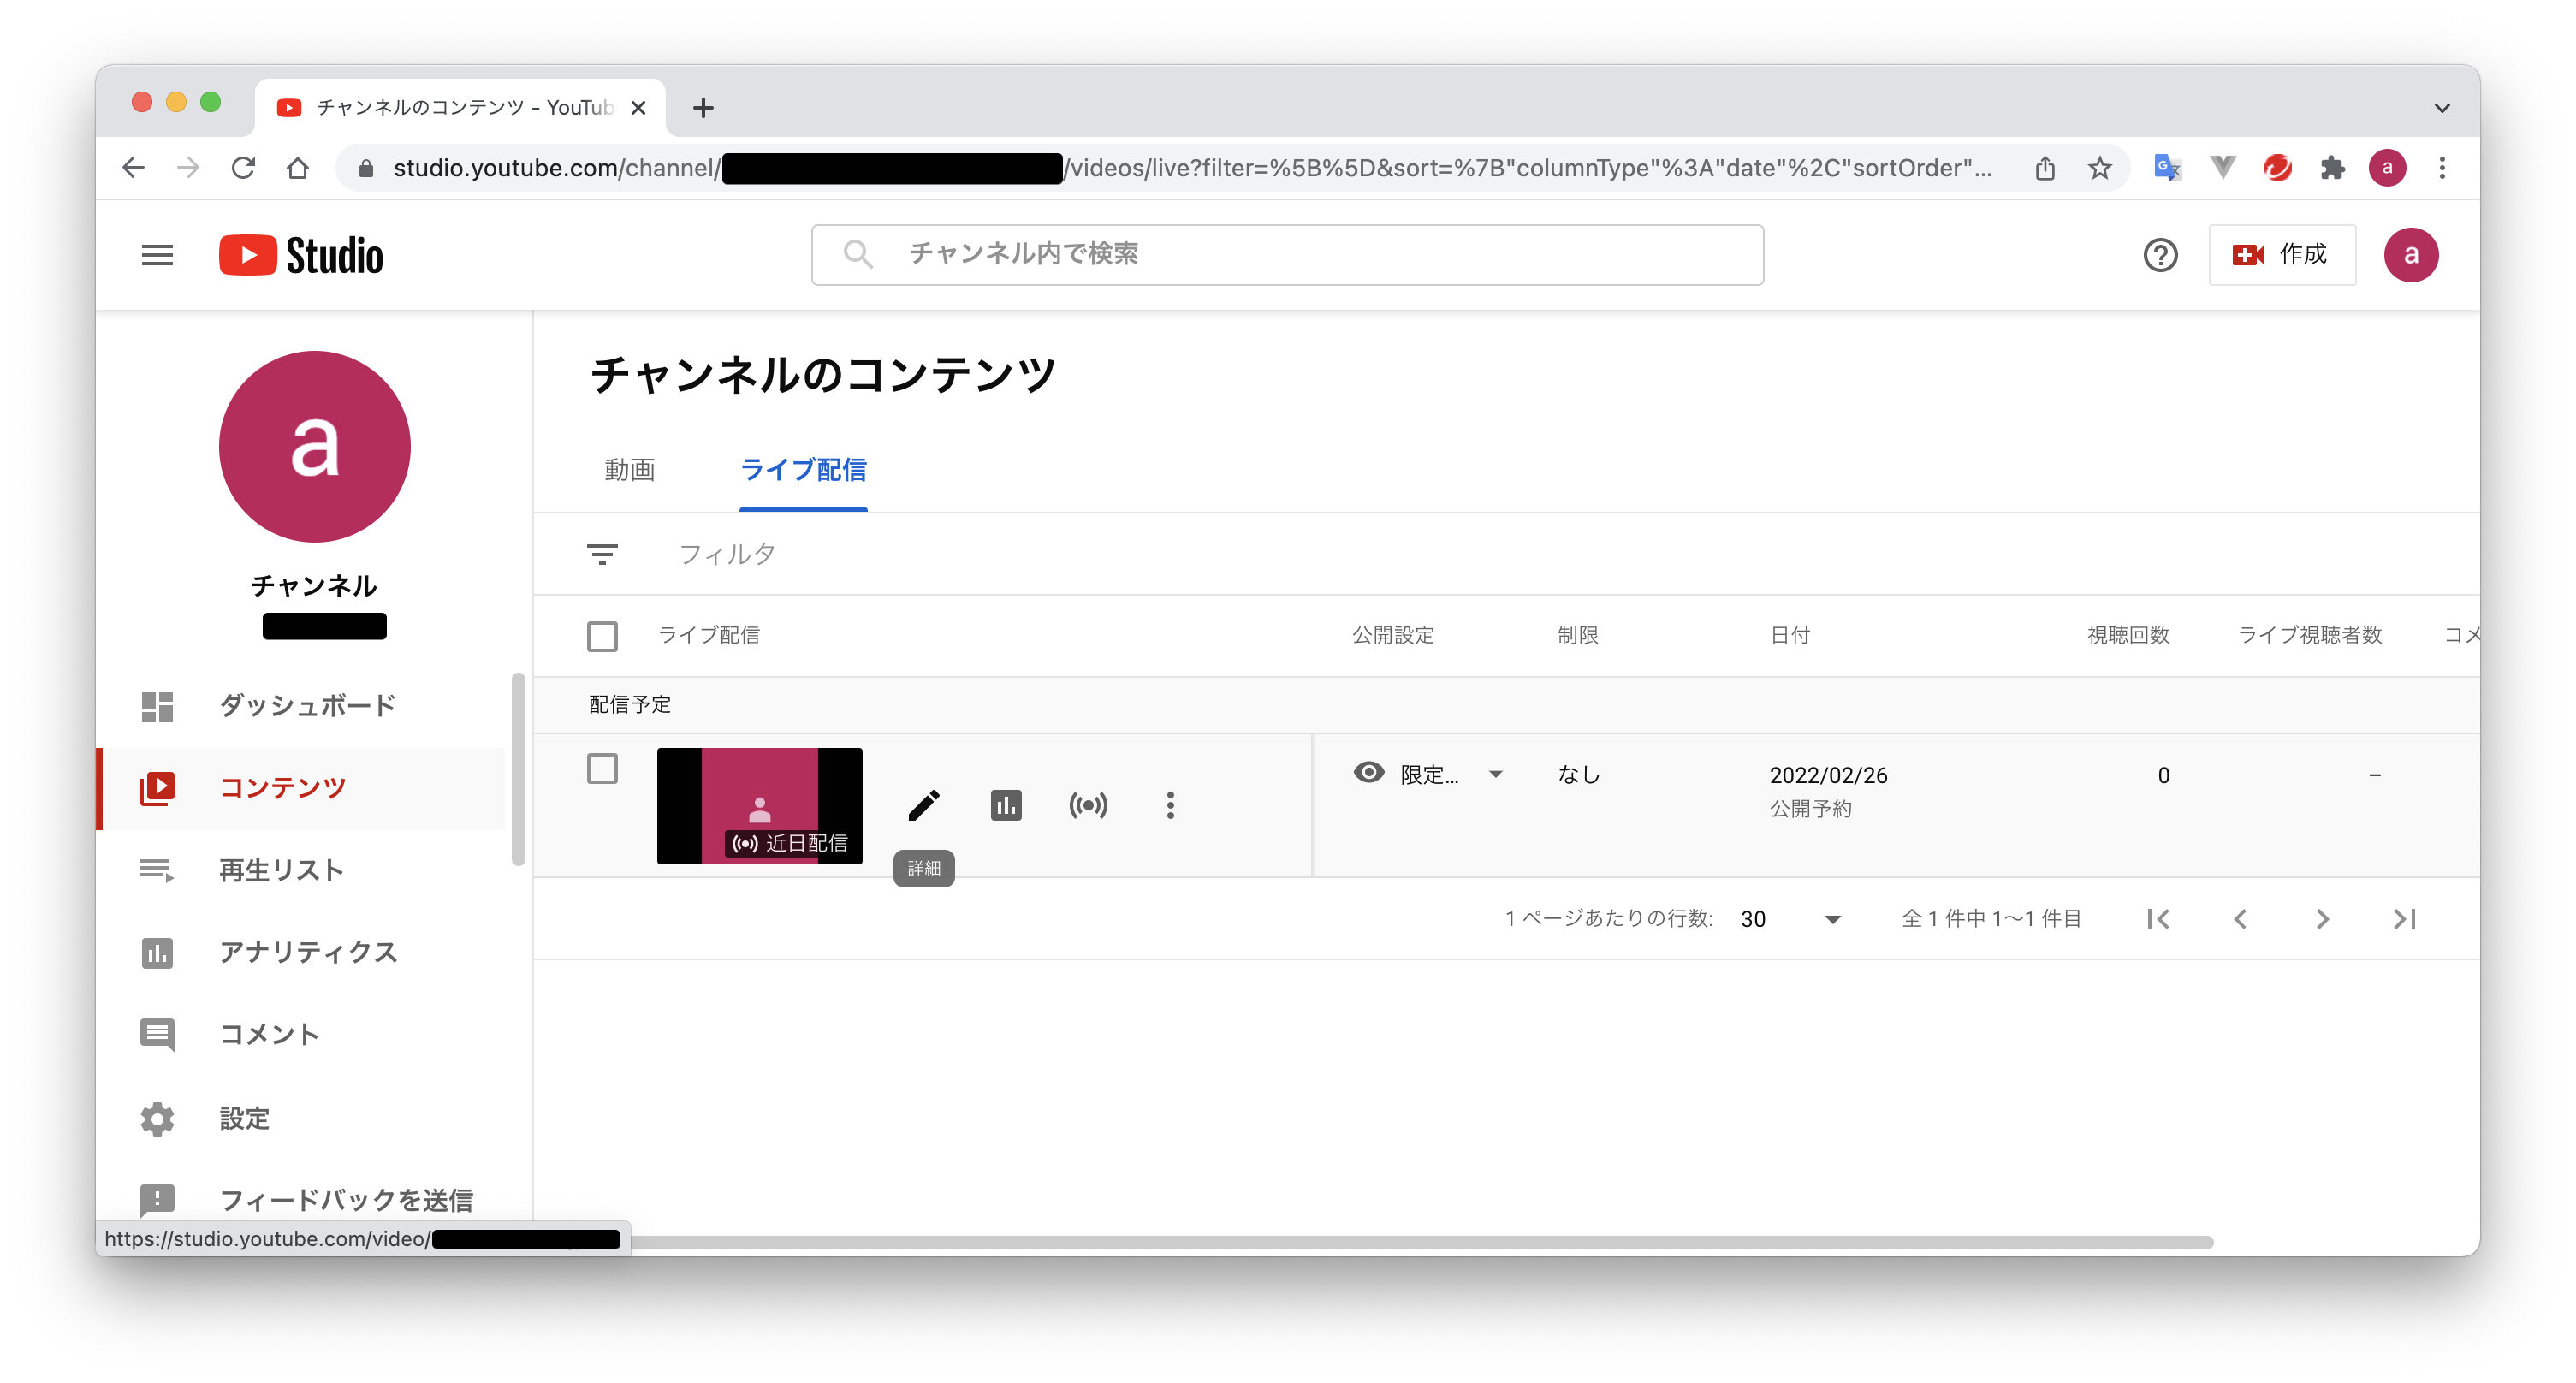 チャンネルのコンテンツ - YouTub
studio.youtube.com/channel/ /videos/live?filter=%5B%5D&sort=%7B"columnType"%3A"date"%2C"sortOrder"...
a
Studio
チャンネル内で検索
作成
a
a
チャンネル
ダッシュボード
コンテンツ
再生リスト
アナリティクス
コメント
設定
フィードバックを送信
チャンネルのコンテンツ
動画 ライブ配信
フィルタ
ライブ配信 公開設定 制限 日付 視聴回数 ライブ視聴者数 コメ
配信予定
近日配信
詳細
限定... なし 2022/02/26 0 –
公開予約
1 ページあたりの行数: 30 全 1 件中 1～1 件目
https://studio.youtube.com/video/